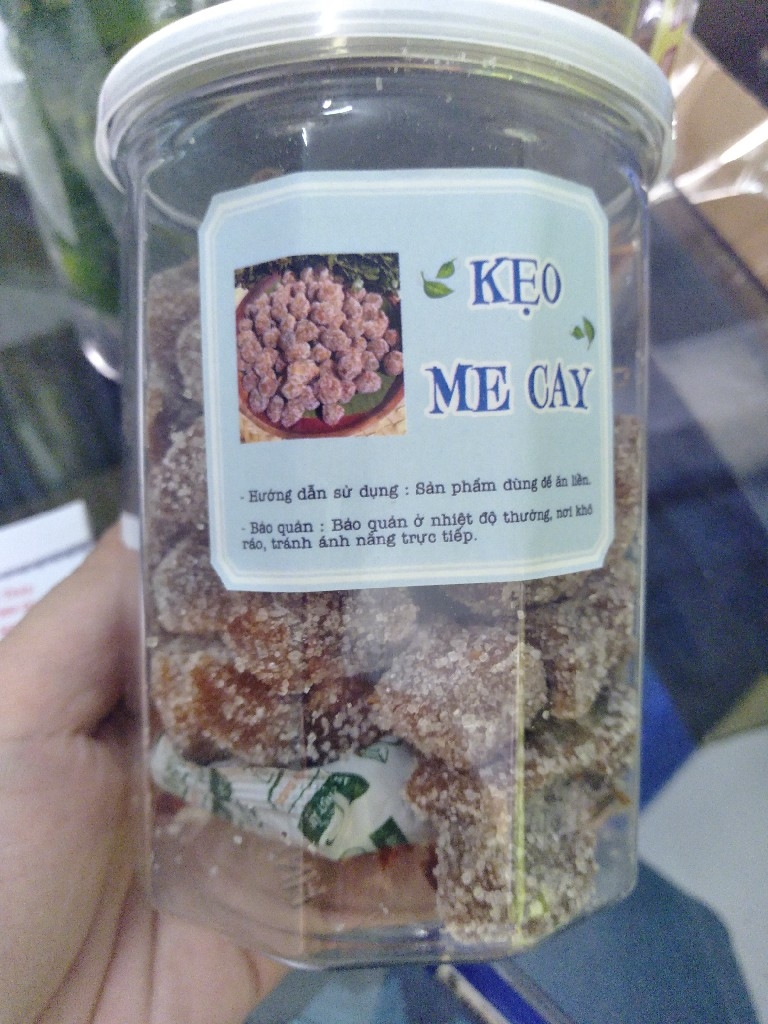 KẸO
ME CAY
- Hướng dẫn sử dụng : Sản phẩm dùng để ăn liền.
- Bảo quản : Bảo quản ở nhiệt độ thường, nơi khô
ráo, tránh ánh nắng trực tiếp.